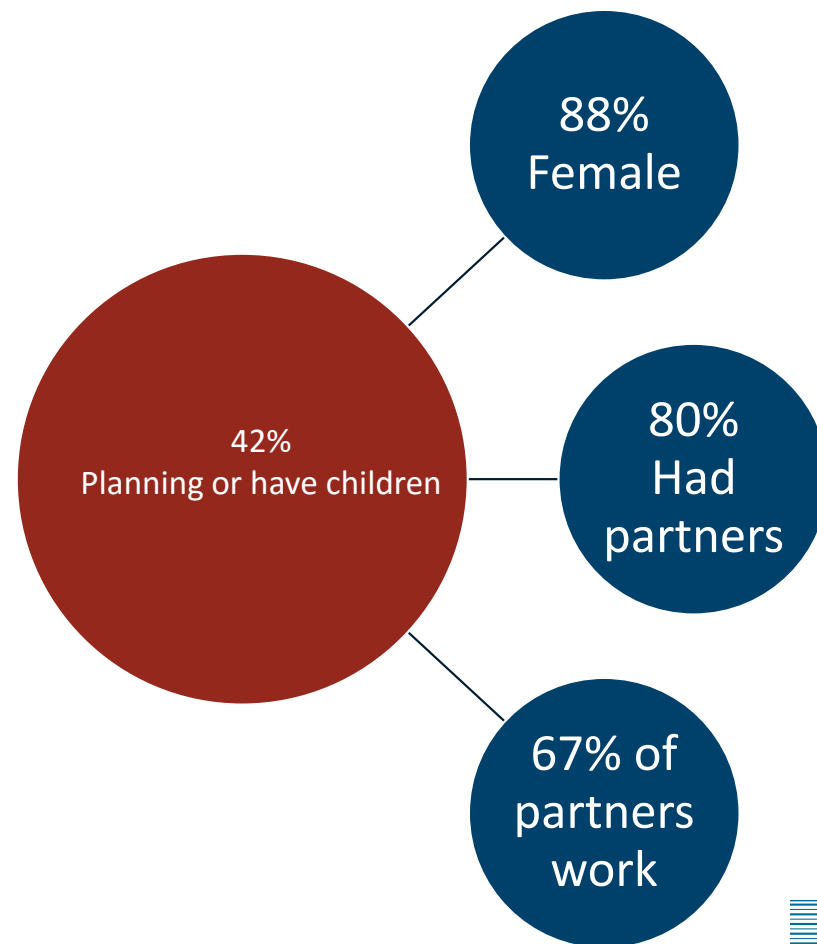 88%
Female
42%
Planning or have children
80%
Had
partners
67% of
partners
work